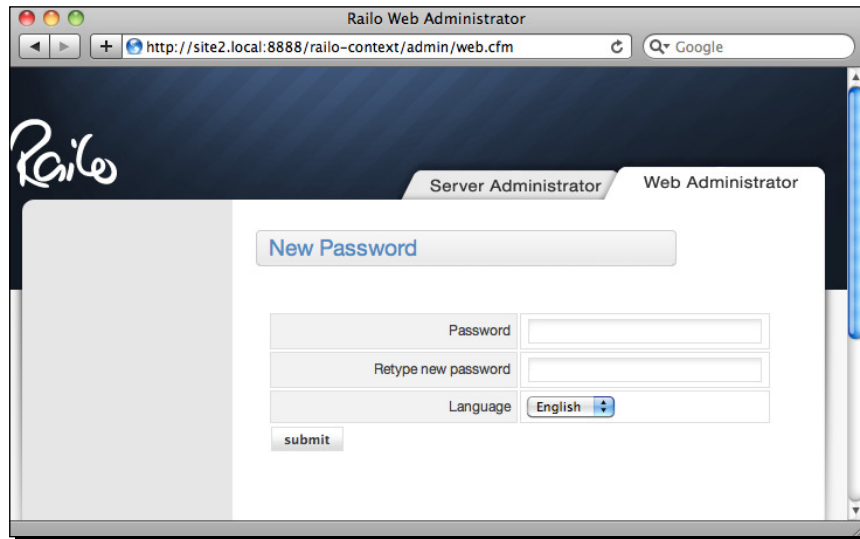 Railo Web Administrator
http://site2.local:8888/railo-context/admin/web.cfm
Google
Railo
Server Administrator
Web Administrator
New Password
Password
Retype new password
Language
English
submit